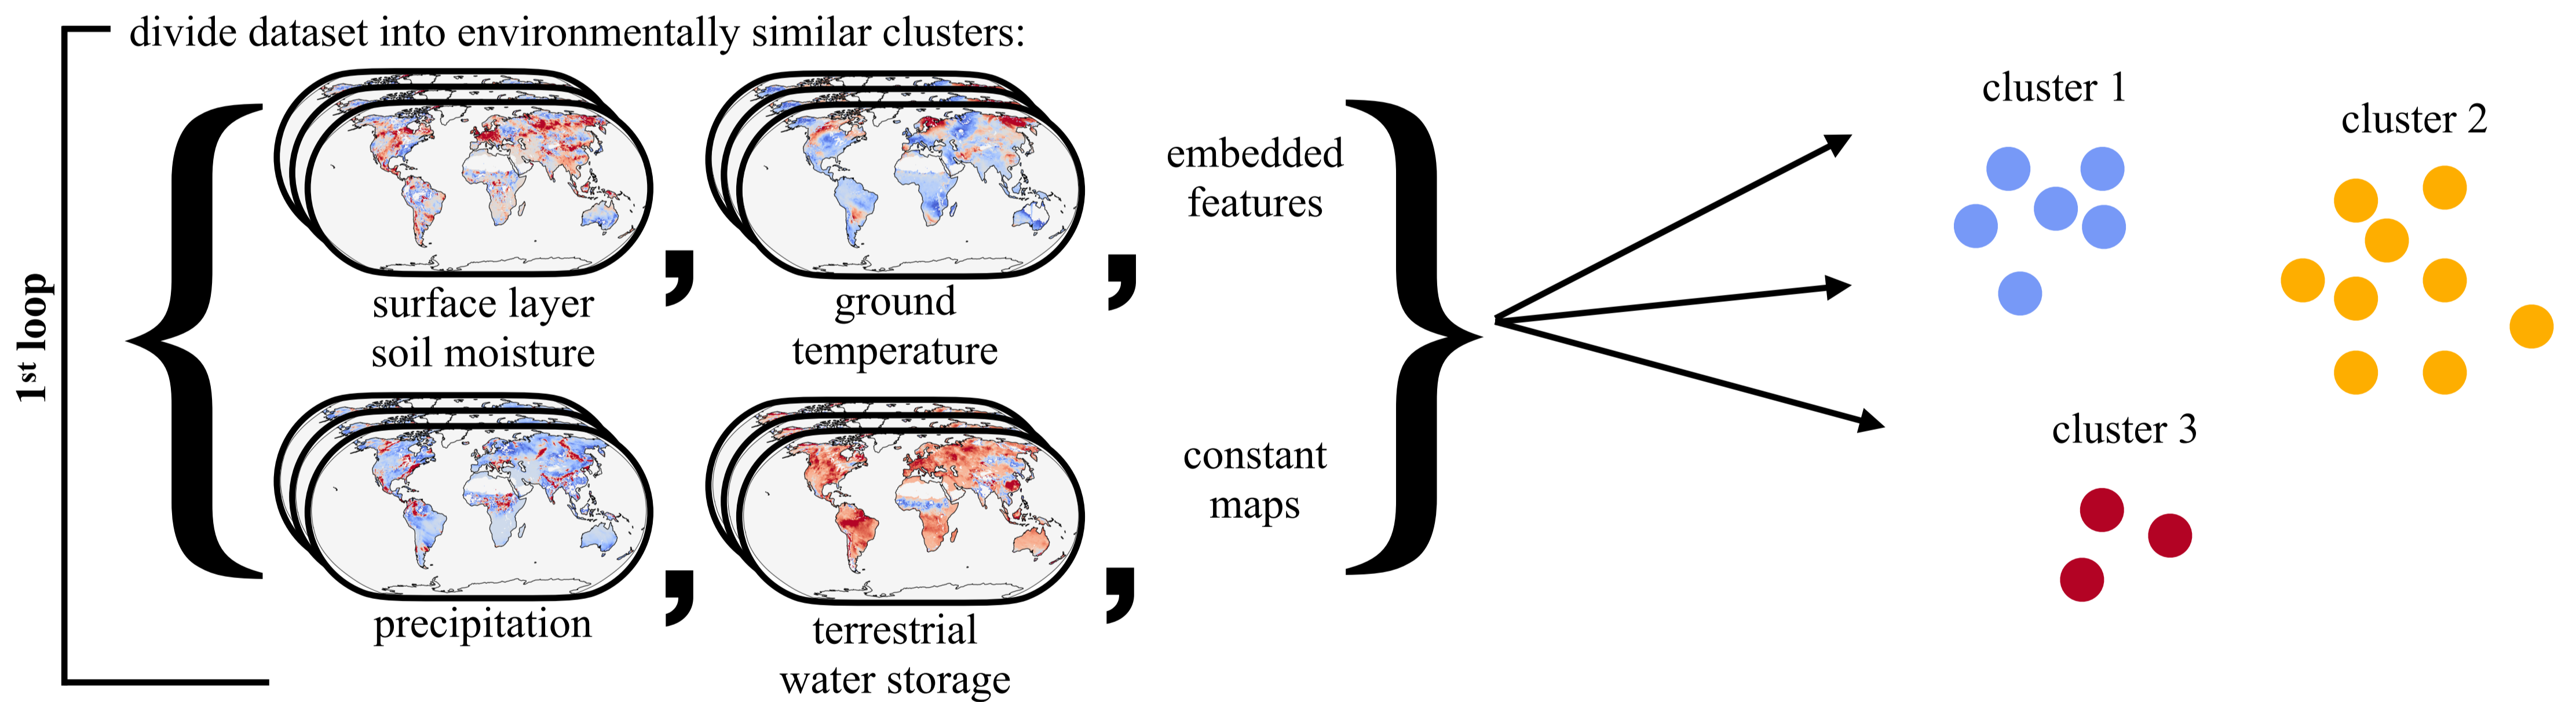 divide dataset into environmentally similar clusters:
1st loop
{
surface layer
soil moisture
,
ground
temperature
,
embedded
features
precipitation
,
terrestrial
water storage
,
constant
maps
}
cluster 1
cluster 2
cluster 3